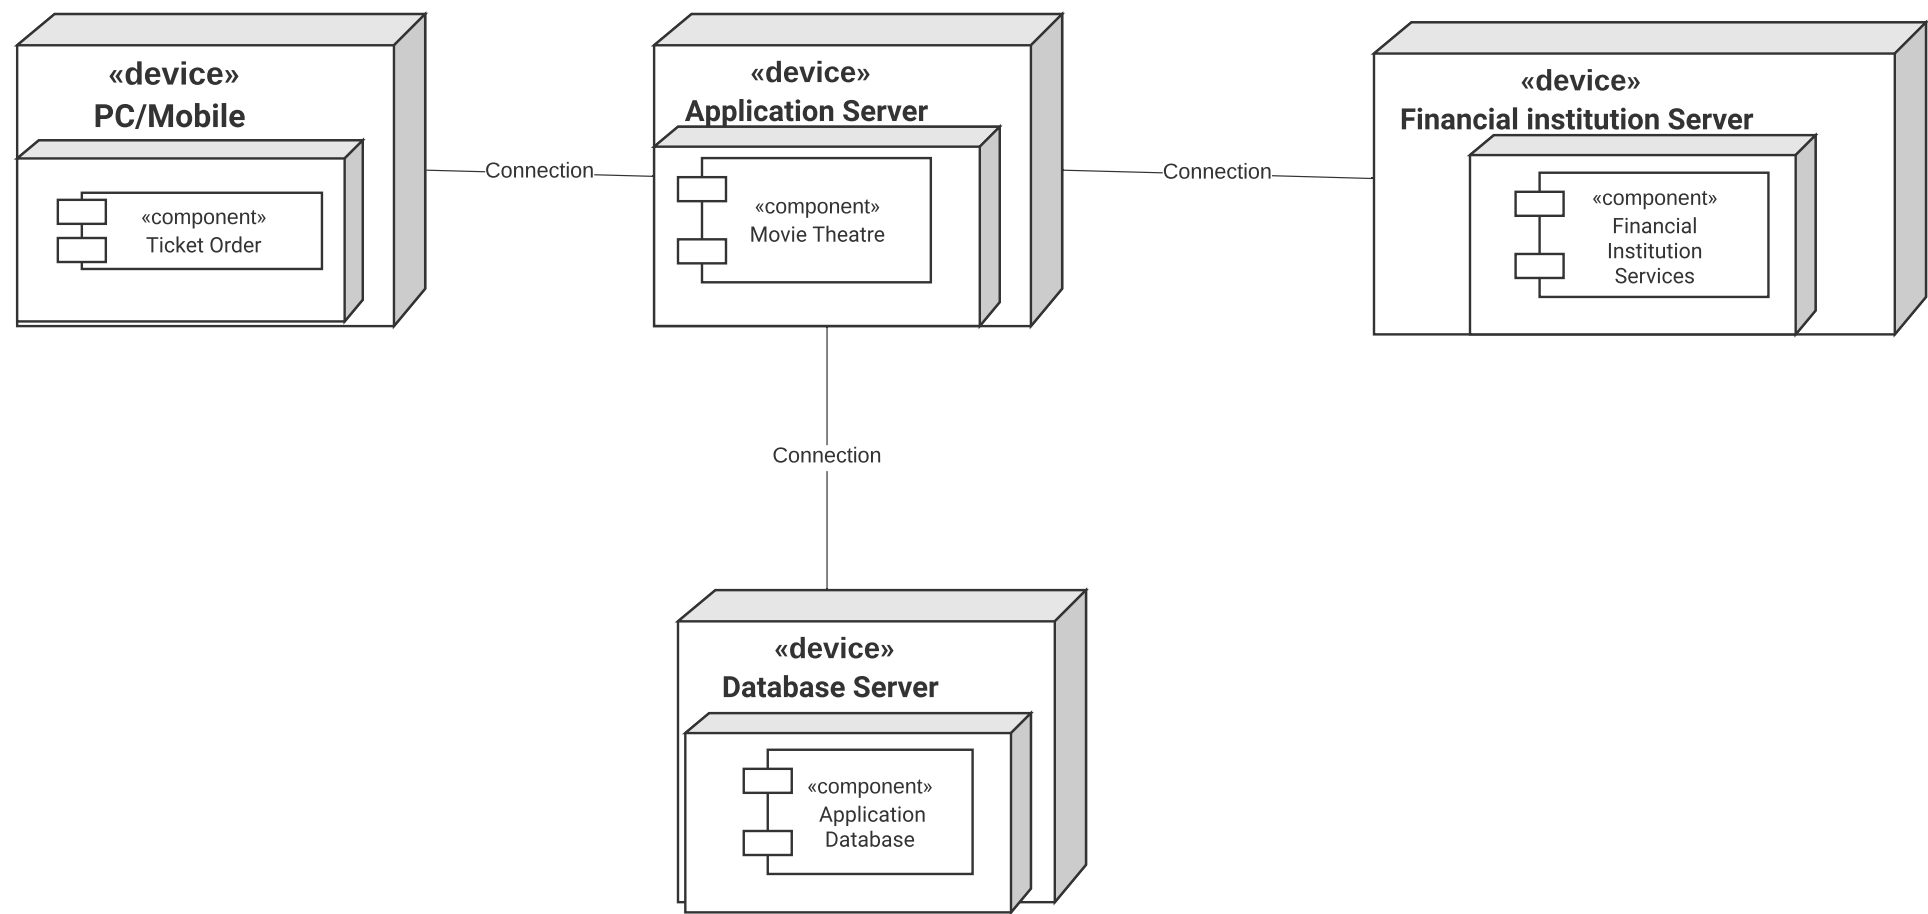 «device»
PC/Mobile
«component»
Ticket Order
Connection
«device»
Application Server
«component»
Movie Theatre
Connection
«device»
Financial institution Server
«component»
Financial
Institution
Services
Connection
«device»
Database Server
«component»
Application
Database